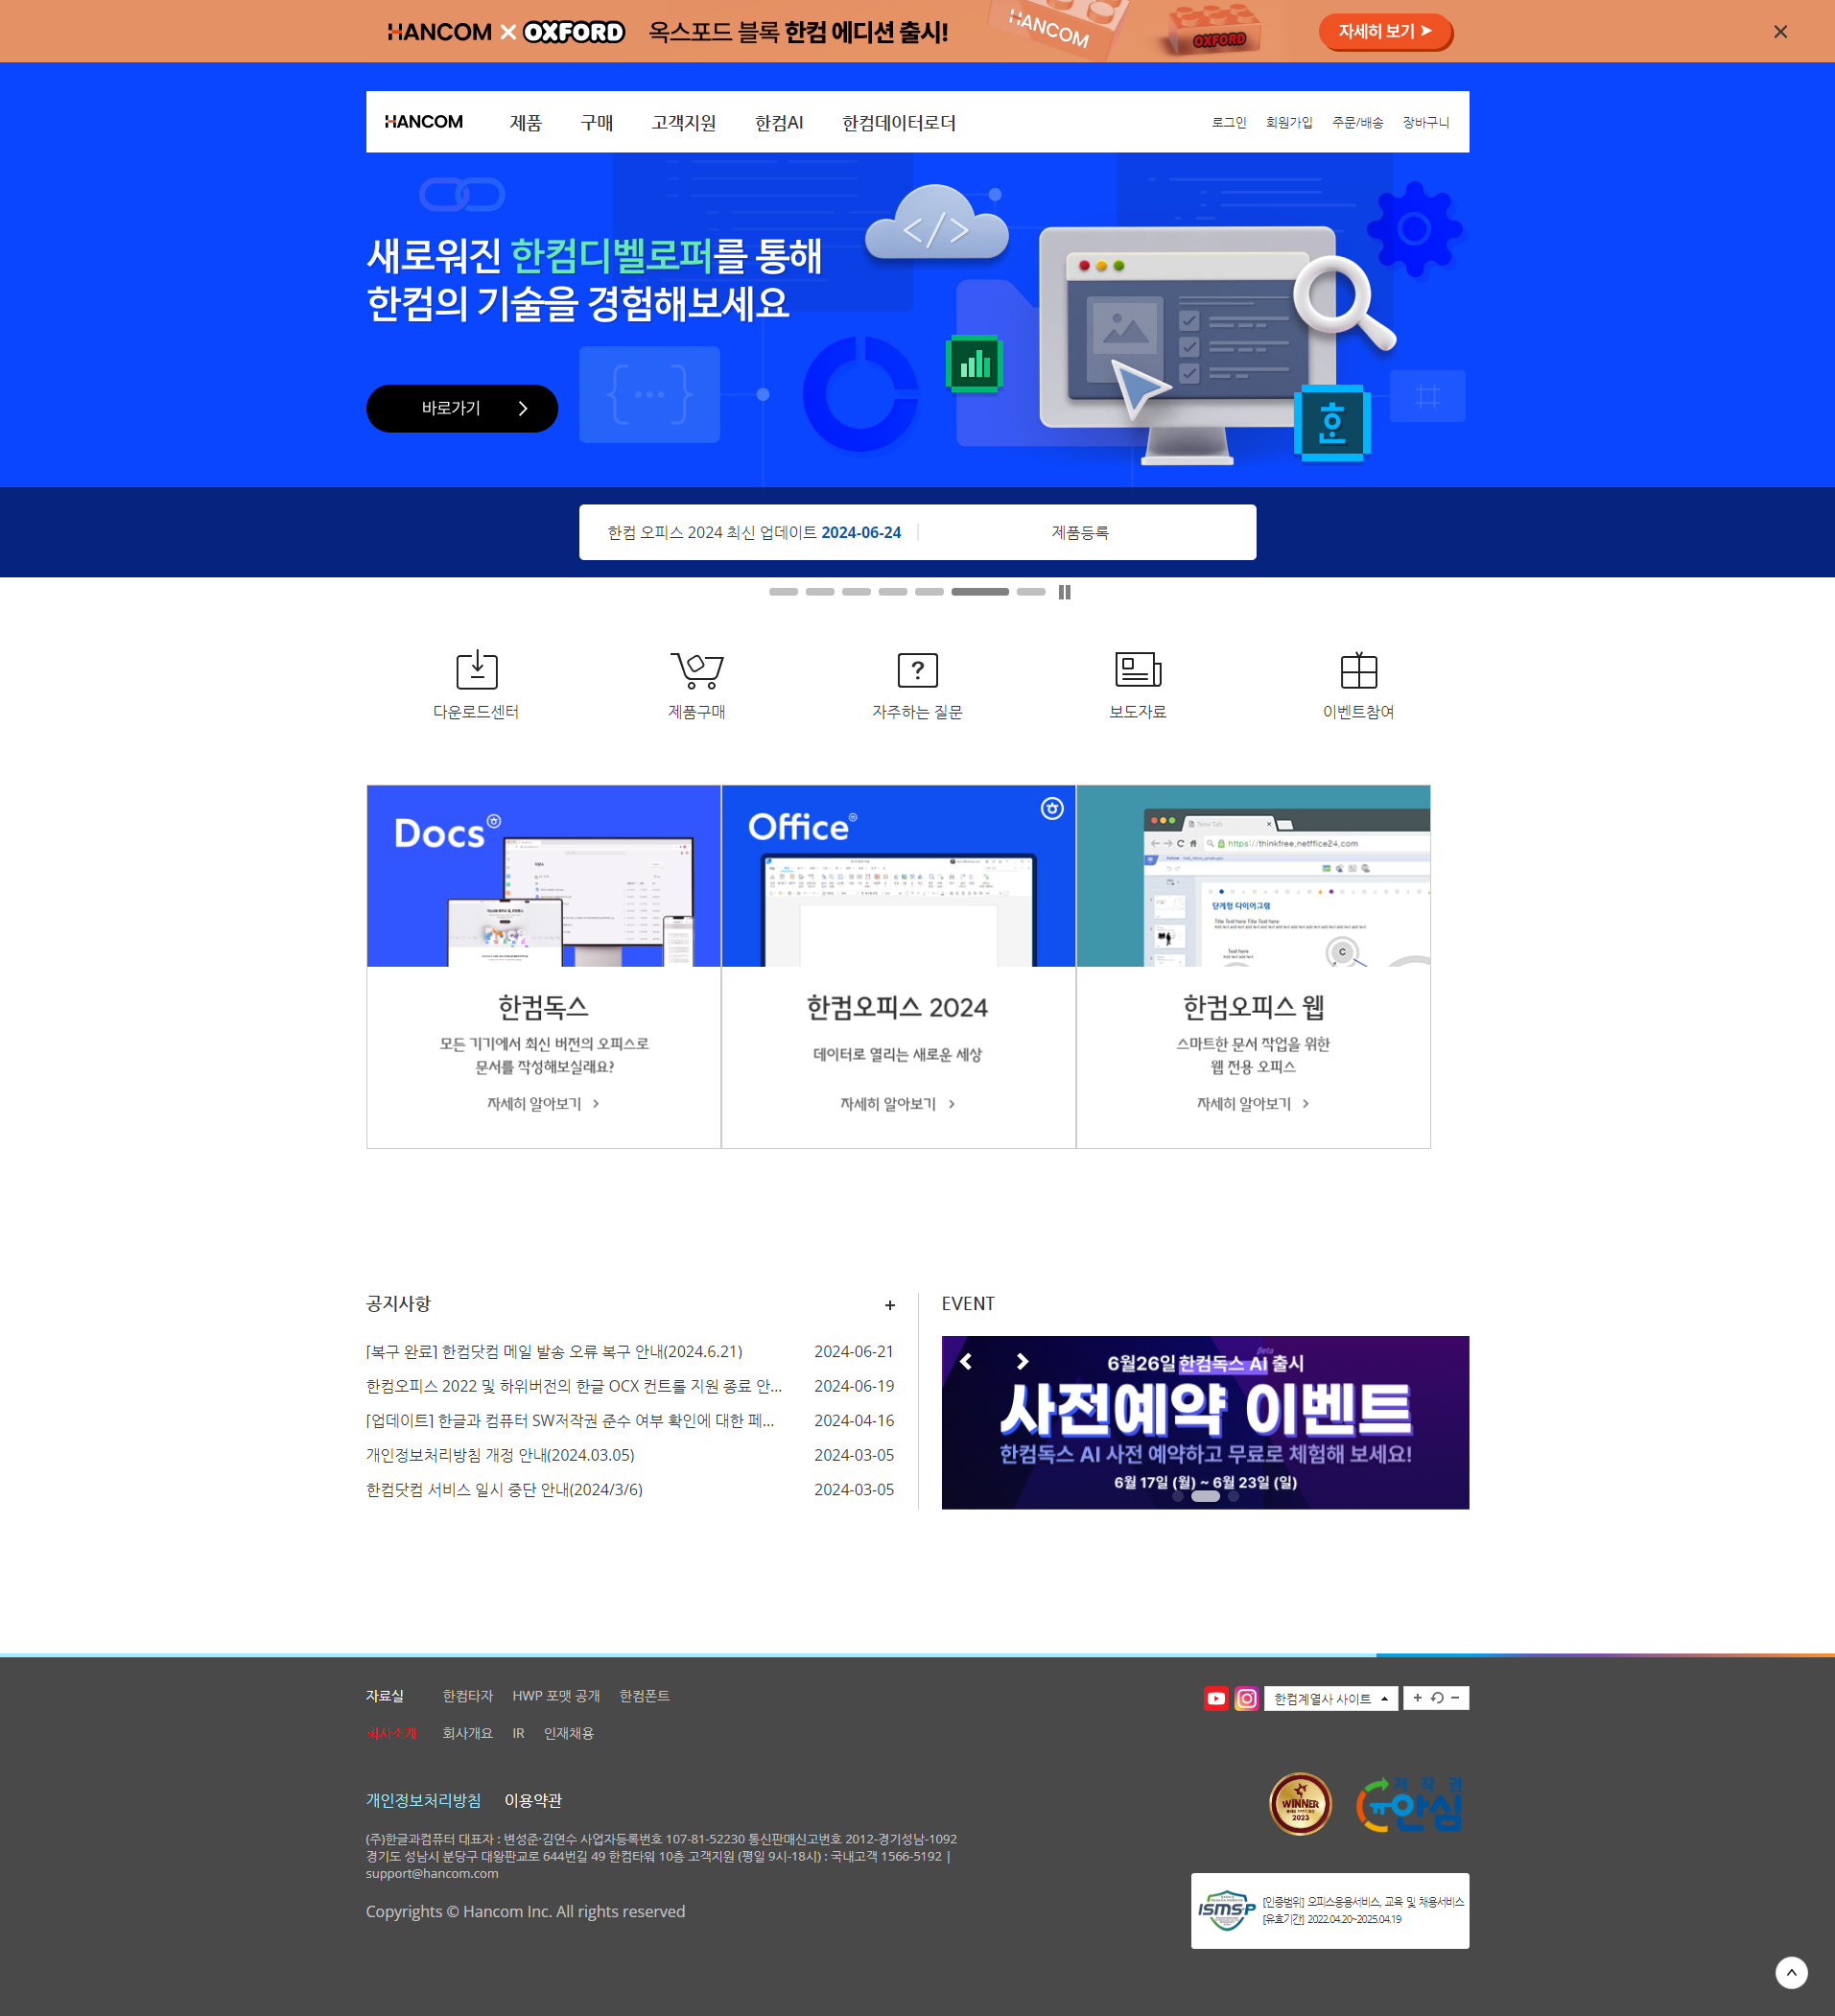 HANCOM × OXFORD 옥스포드 블록 한컴 에디션 출시!
HANCOM
OXFORD
자세히 보기
HANCOM 제품 구매 고객지원 한컴AI 한컴데이터로더 로그인 회원가입 주문/배송 장바구니
새로워진 한컴디벨로퍼를 통해
한컴의 기술을 경험해보세요
바로가기
한컴 오피스 2024 최신 업데이트 2024-06-24
제품등록
다운로드센터
제품구매
자주하는 질문
보도자료
이벤트참여
Docs
Office
New Tab
https://thinkfree.netffice24.com
단계형 다이어그램
Title Text here Title Text here
Text here
C
한컴독스
모든 기기에서 최신 버전의 오피스로
문서를 작성해보실래요?
자세히 알아보기
한컴오피스 2024
데이터로 열리는 새로운 세상
자세히 알아보기
한컴오피스 웹
스마트한 문서 작업을 위한
웹 전용 오피스
자세히 알아보기
공지사항
[복구 완료] 한컴닷컴 메일 발송 오류 복구 안내(2024.6.21) 2024-06-21
한컴오피스 2022 및 하위버전의 한글 OCX 컨트롤 지원 종료 안... 2024-06-19
[업데이트] 한글과 컴퓨터 SW저작권 준수 여부 확인에 대한 페... 2024-04-16
개인정보처리방침 개정 안내(2024.03.05) 2024-03-05
한컴닷컴 서비스 일시 중단 안내(2024/3/6) 2024-03-05
EVENT
βeta
6월26일 한컴독스 AI 출시
사전예약 이벤트
한컴독스 AI 사전 예약하고 무료로 체험해 보세요!
6월 17일 (월) ~ 6월 23일 (일)
자료실 한컴타자 HWP 포맷 공개 한컴폰트
회사소개 회사개요 IR 인재채용
한컴계열사 사이트
개인정보처리방침 이용약관
(주)한글과컴퓨터 대표자 : 변성준·김연수 사업자등록번호 107-81-52230 통신판매신고번호 2012-경기성남-1092
경기도 성남시 분당구 대왕판교로 644번길 49 한컴타워 10층 고객지원 (평일 9시-18시) : 국내고객 1566-5192 |
support@hancom.com
Copyrights © Hancom Inc. All rights reserved
WINNER
2023
저작권
안심
ISMS-P
[인증범위] 오피스응용서비스, 교육 및 채용서비스
[유효기간] 2022.04.20~2025.04.19